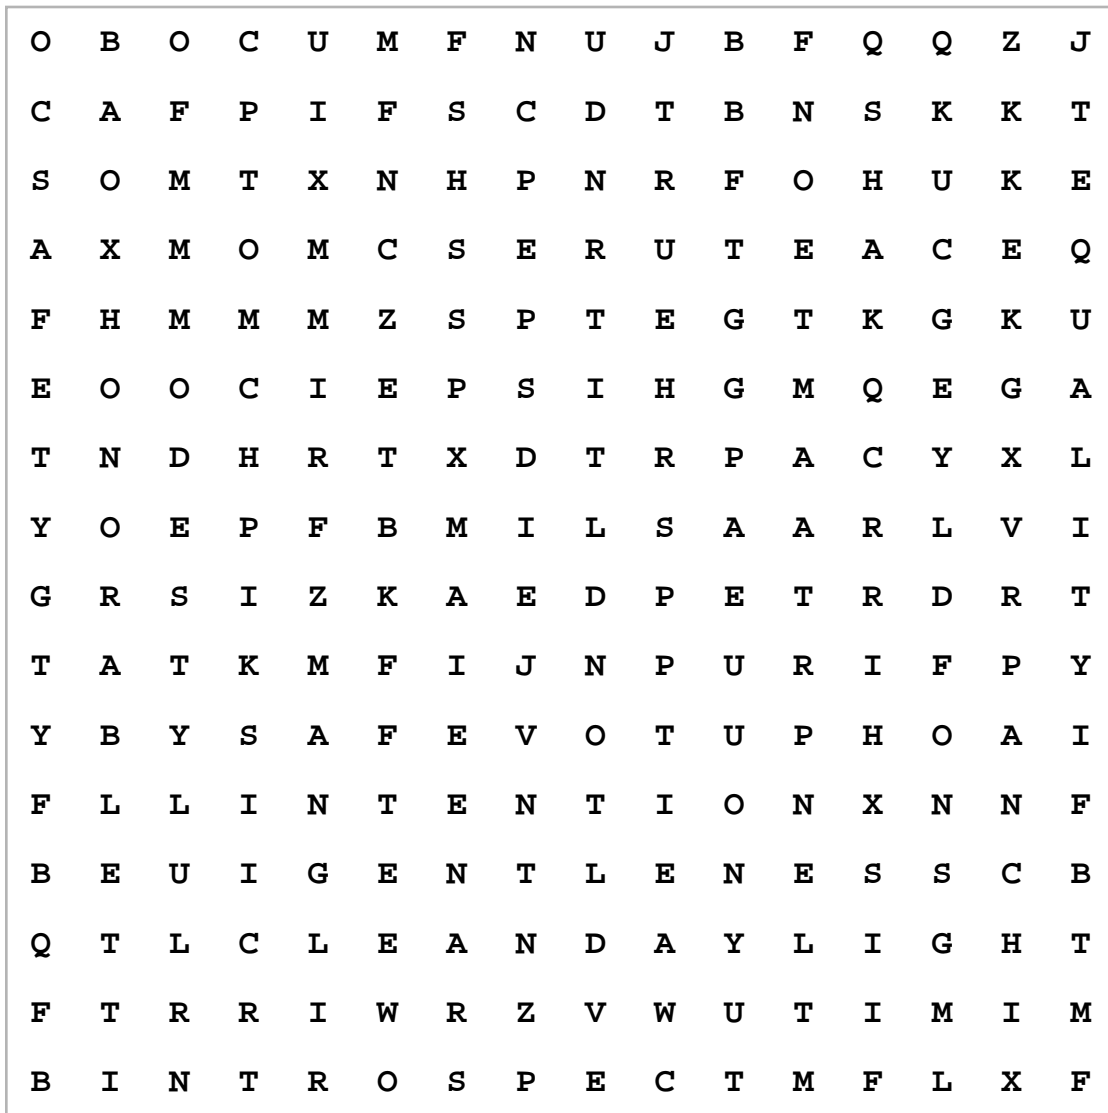 O B O C U M F N U J B F Q Q Z J
C A F P I F S C D T B N S K K T
S O M T X N H P N R F O H U K E
A X M O M C S E R U T E A C E Q
F H M M M Z S P T E G T K G K U
E O O C I E P S I H G M Q E G A
T N D H R T X D T R P A C Y X L
Y O E P F B M I L S A A R L V I
G R S I Z K A E D P E T R D R T
T A T K M F I J N P U R I F P Y
Y B Y S A F E V O T U P H O A I
F L L I N T E N T I O N X N N F
B E U I G E N T L E N E S S C B
Q T L C L E A N D A Y L I G H T
F T R R I W R Z V W U T I M I M
B I N T R O S P E C T M F L X F